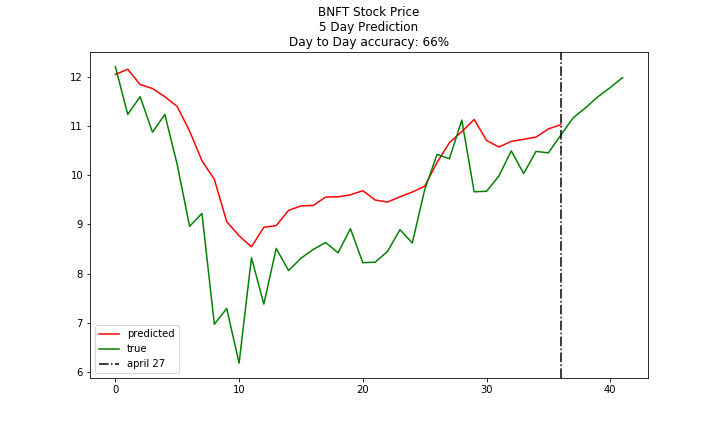 BNFT Stock Price
5 Day Prediction
Day to Day accuracy: 66%
12
11
10
9
8
7
6
predicted
true
april 27
0 10 20 30 40